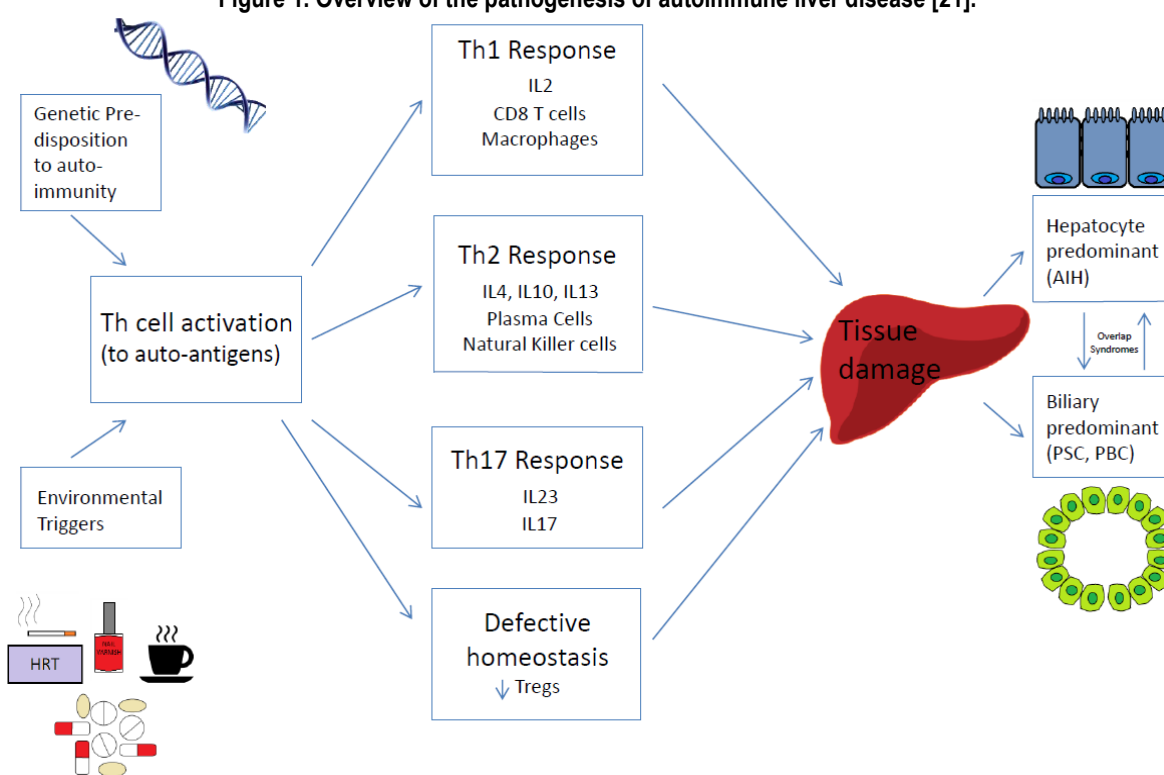 Figure 1. Overview of the pathogenesis of autoimmune liver disease [21].
Genetic Pre-
disposition
to auto-
immunity
Th cell activation
(to auto-antigens)
Environmental
Triggers
HRT
NAIL
VARNISH
Th1 Response
IL2
CD8 T cells
Macrophages
Th2 Response
IL4, IL10, IL13
Plasma Cells
Natural Killer cells
Th17 Response
IL23
IL17
Defective
homeostasis
↓ Tregs
Tissue
damage
Hepatocyte
predominant
(AIH)
Overlap
Syndromes
Biliary
predominant
(PSC, PBC)